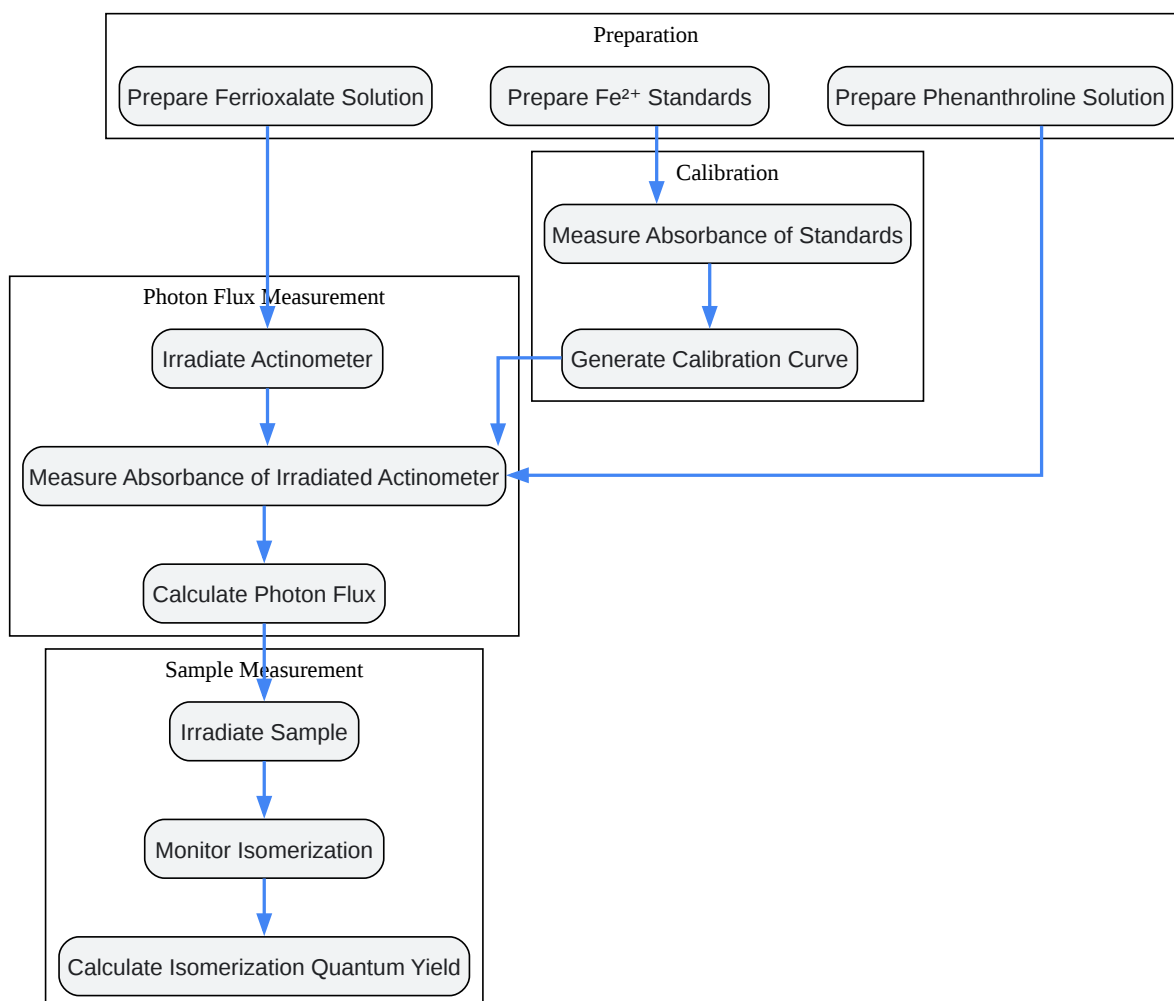 Preparation
Prepare Ferrioxalate Solution
Prepare Fe²⁺ Standards
Prepare Phenanthroline Solution
Calibration
Measure Absorbance of Standards
Photon Flux Measurement
Irradiate Actinometer
Generate Calibration Curve
Measure Absorbance of Irradiated Actinometer
Calculate Photon Flux
Sample Measurement
Irradiate Sample
Monitor Isomerization
Calculate Isomerization Quantum Yield